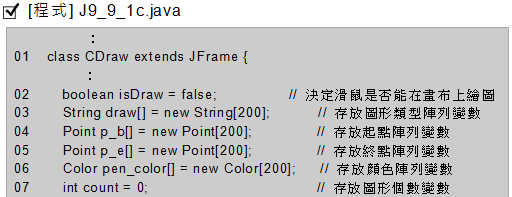 [程式] J9_9_1c.java
:
01 class CDraw extends JFrame {
:
02 boolean isDraw = false; // 決定滑鼠是否能在畫布上繪圖
03 String draw[] = new String[200]; // 存放圖形類型陣列變數
04 Point p_b[] = new Point[200]; // 存放起點陣列變數
05 Point p_e[] = new Point[200]; // 存放終點陣列變數
06 Color pen_color[] = new Color[200]; // 存放顏色陣列變數
07 int count = 0; // 存放圖形個數變數